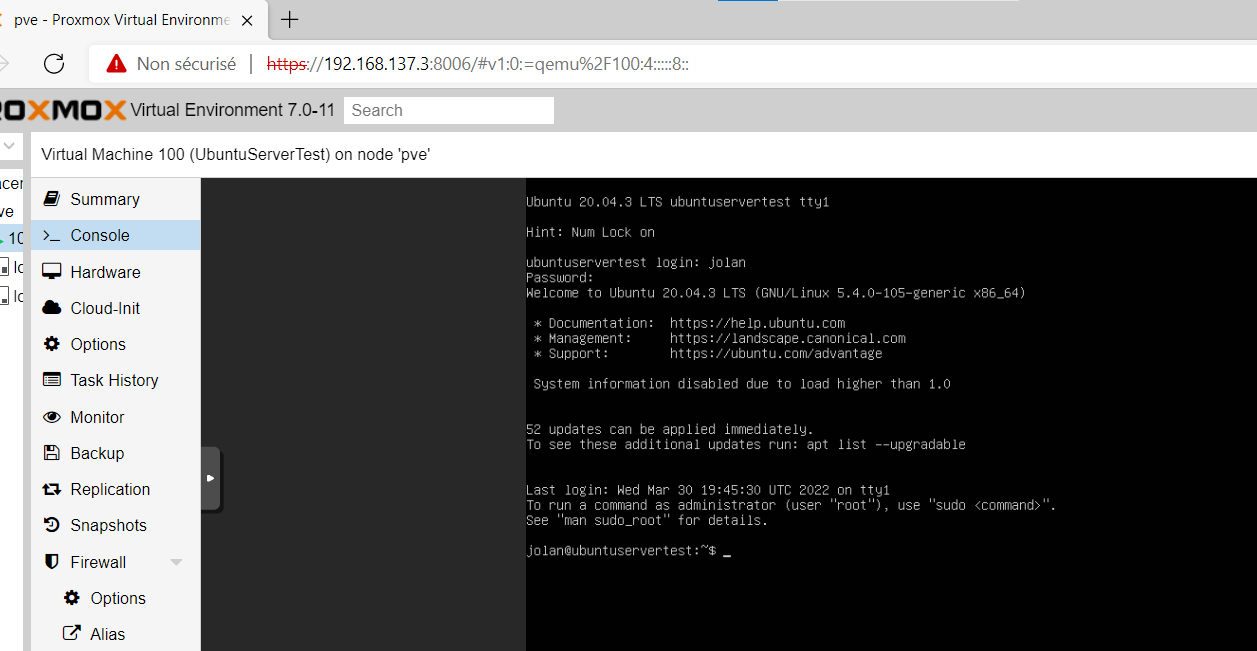 pve - Proxmox Virtual Environme
Non sécurisé
https://192.168.137.3:8006/#v1:0:=qemu%2F100:4:::::8::
ROXMOX Virtual Environment 7.0-11
Search
Virtual Machine 100 (UbuntuServerTest) on node 'pve'
Summary
Console
Hardware
Cloud-Init
Options
Task History
Monitor
Backup
Replication
Snapshots
Firewall
Options
Alias
Ubuntu 20.04.3 LTS ubuntuservertest tty1
Hint: Num Lock on
ubuntuservertest login: jolan
Password:
Welcome to Ubuntu 20.04.3 LTS (GNU/Linux 5.4.0-105-generic x86_64)
* Documentation:  https://help.ubuntu.com
* Management:     https://landscape.canonical.com
* Support:        https://ubuntu.com/advantage
System information disabled due to load higher than 1.0
52 updates can be applied immediately.
To see these additional updates run: apt list --upgradable
Last login: Wed Mar 30 19:45:30 UTC 2022 on tty1
To run a command as administrator (user "root"), use "sudo <command>".
See "man sudo_root" for details.
jolan@ubuntuservertest:~$ _